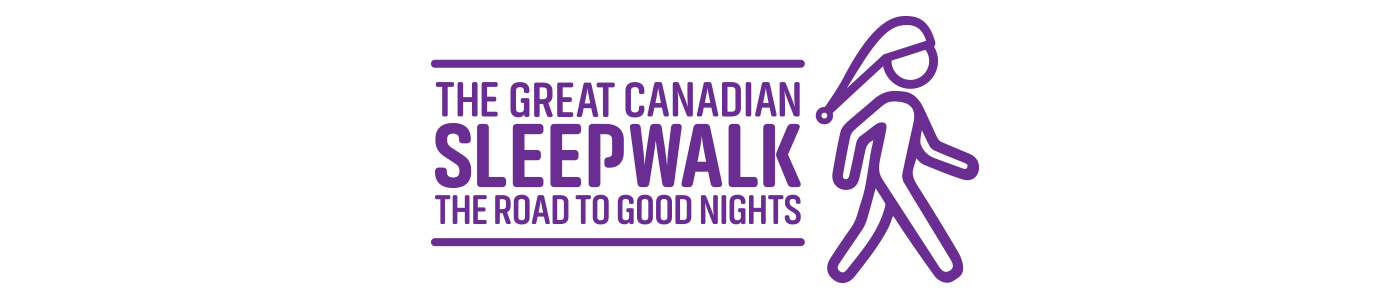 THE GREAT CANADIAN
SLEEPWALK
THE ROAD TO GOOD NIGHTS